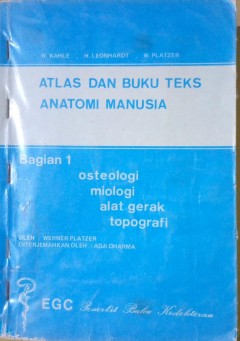 W. KAHLE H. LEONHARDT W. PLATZER
ATLAS DAN BUKU TEKS
ANATOMI MANUSIA
Bagian 1
osteologi
miologi
alat gerak
topografi
OLEH : WERNER PLATZER
DITERJEMAHKAN OLEH : ADJI DHARMA
EGC Penerbit Buku Kedokteran